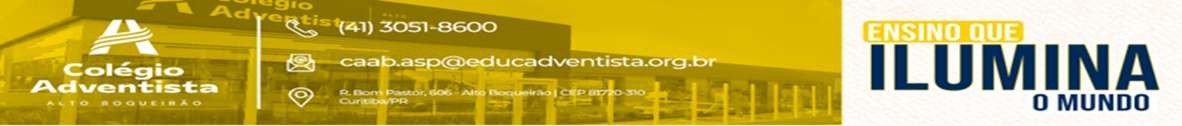 Colégio
Adventista
ALTO BOQUEIRÃO
Colégio
Adventista
ALTO
(41) 3051-8600
caab.asp@educadventista.org.br
R. Bom Pastor, 606 - Alto Boqueirão | CEP 81720-310
Curitiba/PR
ENSINO QUE
ILUMINA
O MUNDO